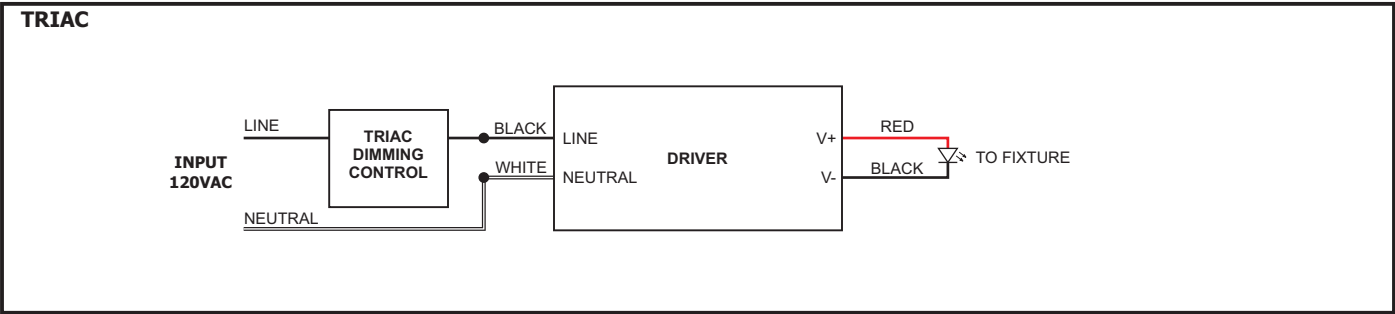 TRIAC
LINE
INPUT
120VAC
NEUTRAL
TRIAC
DIMMING
CONTROL
BLACK
WHITE
LINE
NEUTRAL
DRIVER
V+
V-
RED
BLACK
TO FIXTURE